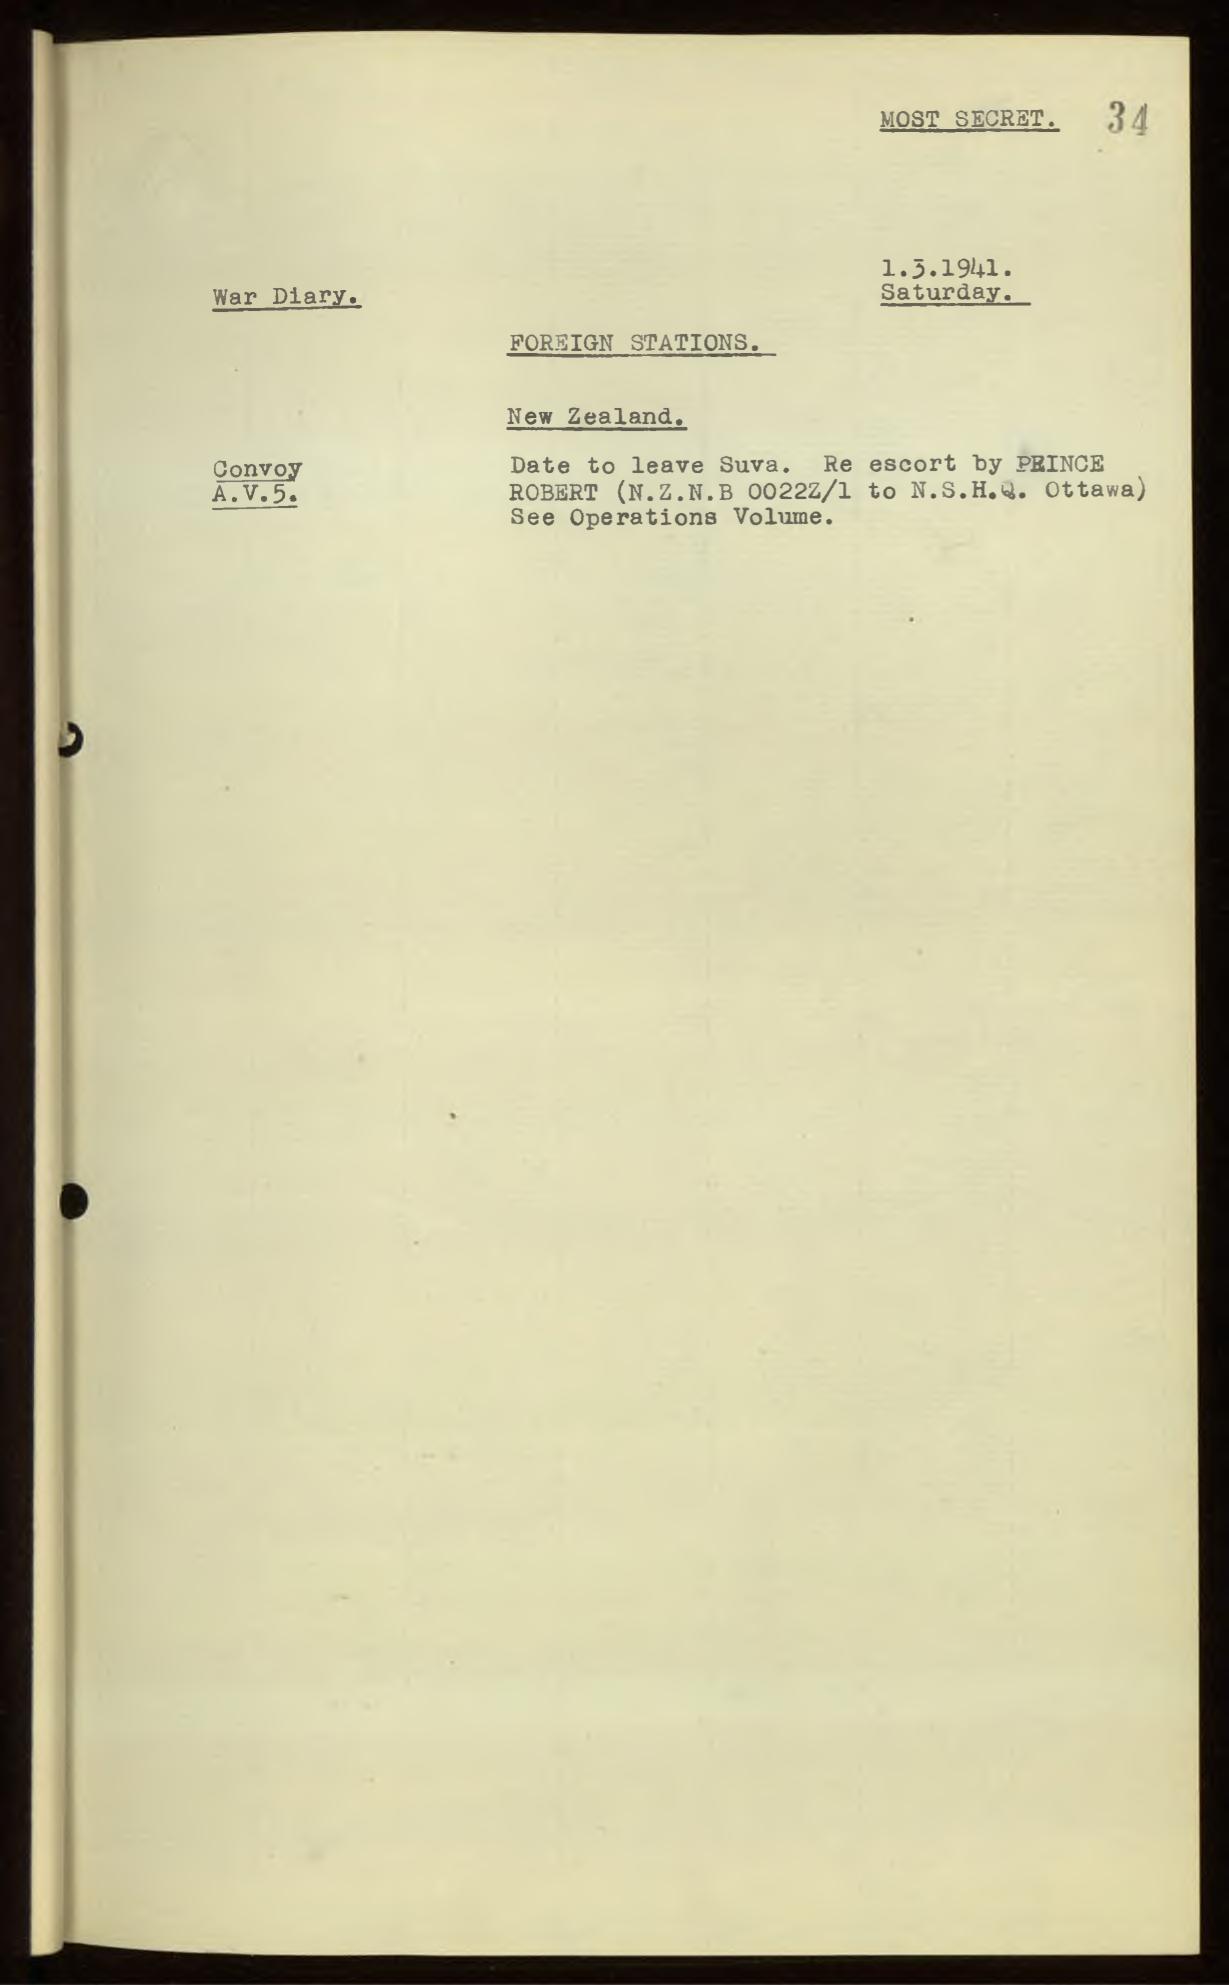 MOST SECRET. 34
1.3.1941.
War Diary. Saturday.
FOREIGN STATIONS.
New Zealand.
Convoy
A.V.5.
Date to leave Suva. Re escort by PRINCE
ROBERT (N.Z.N.B 0022Z/1 to N.S.H.Q. Ottawa)
See Operations Volume.